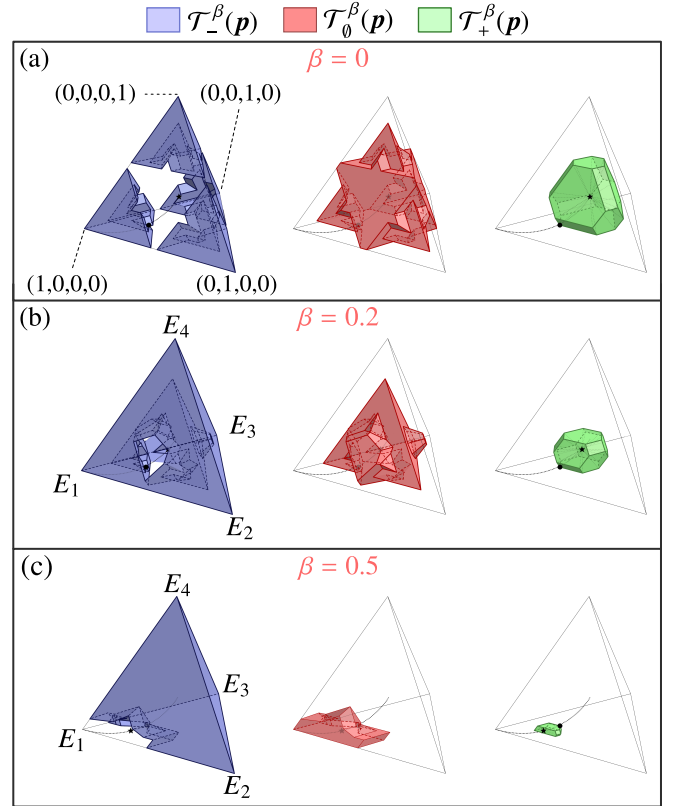 𝒯₋^β(p) 𝒯_∅^β(p) 𝒯₊^β(p)
(a) β = 0
(0,0,0,1) (0,0,1,0)
(1,0,0,0) (0,1,0,0)
(b) β = 0.2
E₄
E₃
E₁
E₂
(c) β = 0.5
E₄
E₃
E₁
E₂